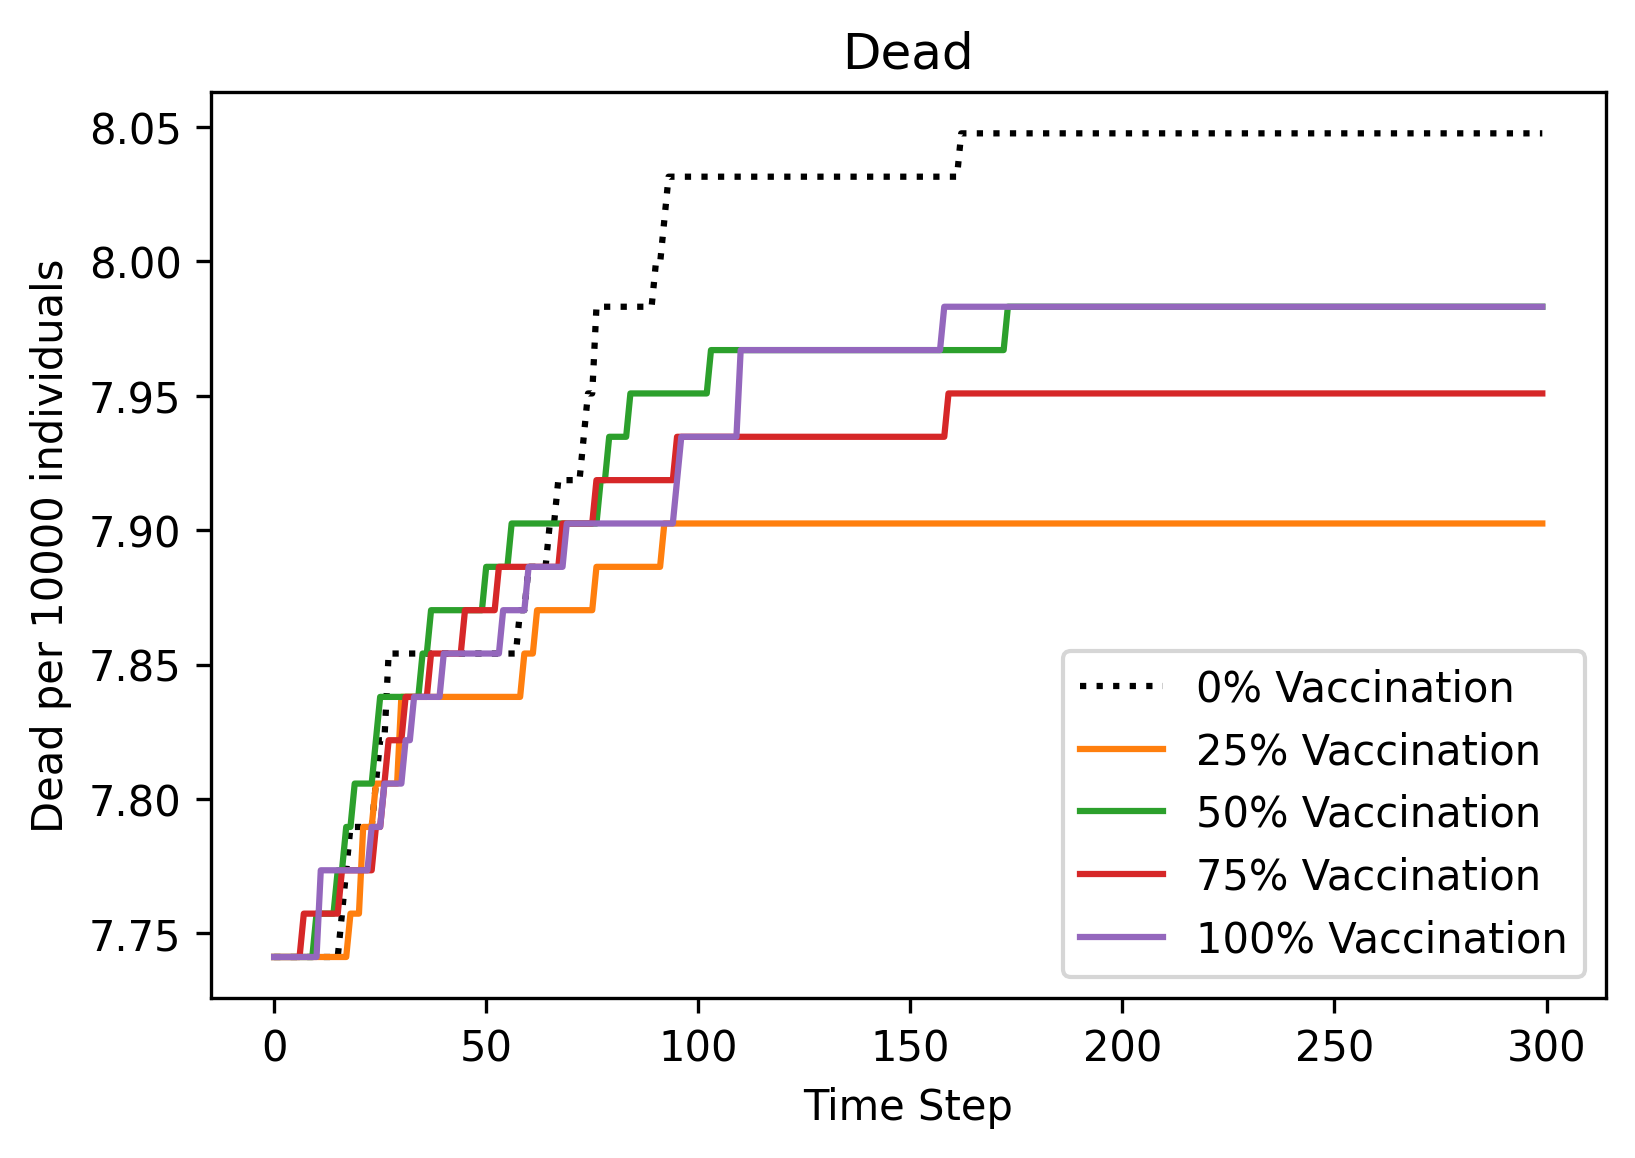 Dead
8.05
8.00
7.95
7.90
7.85
7.80
7.75
Dead per 10000 individuals
0% Vaccination
25% Vaccination
50% Vaccination
75% Vaccination
100% Vaccination
0 50 100 150 200 250 300
Time Step